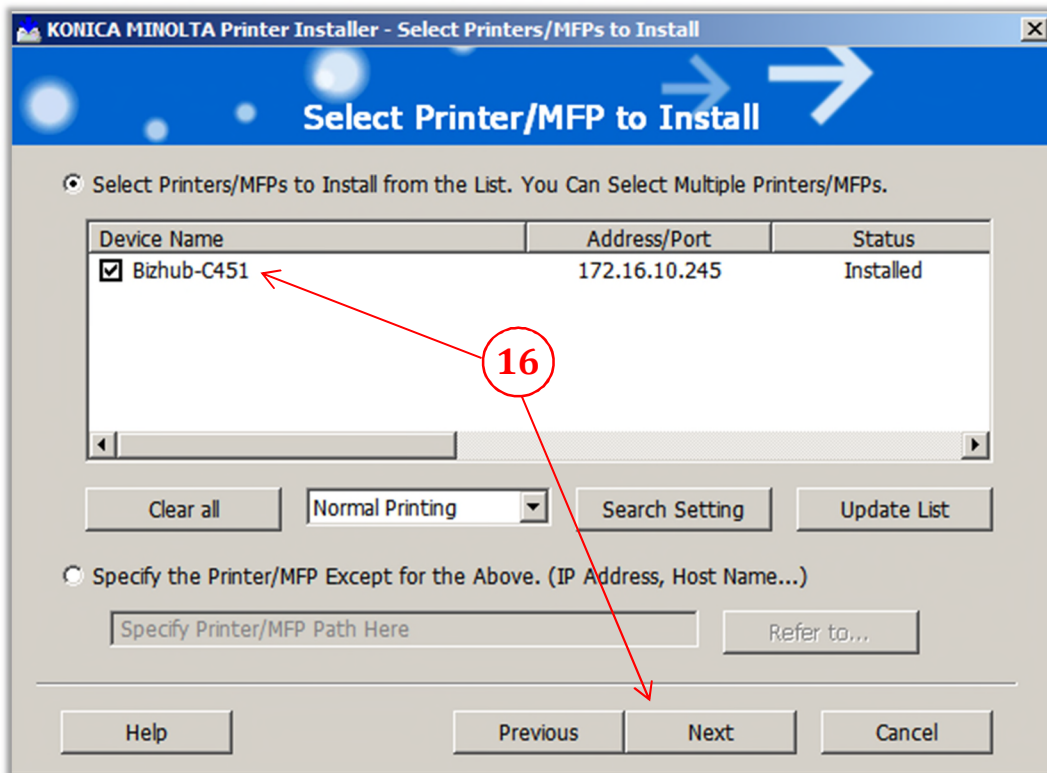 KONICA MINOLTA Printer Installer - Select Printers/MFPs to Install
Select Printer/MFP to Install
Select Printers/MFPs to Install from the List. You Can Select Multiple Printers/MFPs.
Device Name Address/Port Status
Bizhub-C451 172.16.10.245 Installed
16
Clear all Normal Printing Search Setting Update List
Specify the Printer/MFP Except for the Above. (IP Address, Host Name...)
Specify Printer/MFP Path Here Refer to...
Help Previous Next Cancel